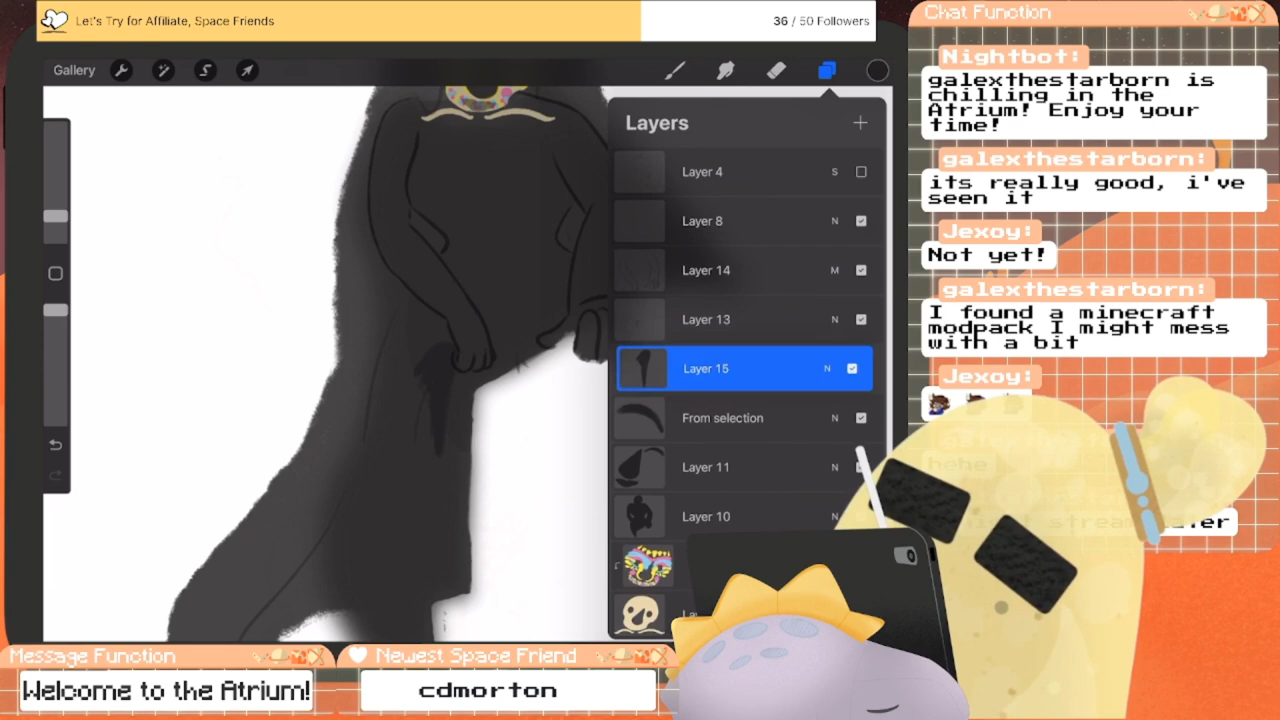 Let's Try for Affiliate, Space Friends
36 / 50 Followers
Gallery
Layers
Layer 4 S
Layer 8 N
Layer 14 M
Layer 13 N
Layer 15 N
From selection N
Layer 11 N
Layer 10 N
Chat Function
Nightbot:
galexthestarborn is
chilling in the
Atrium! Enjoy your
time!
galexthestarborn:
its really good, i've
seen it
Jexoy:
Not yet!
galexthestarborn:
I found a minecraft
modpack I might mess
with a bit
Jexoy:
hehe
stream
Message Function
Welcome to the Atrium!
Newest Space Friend
cdmorton